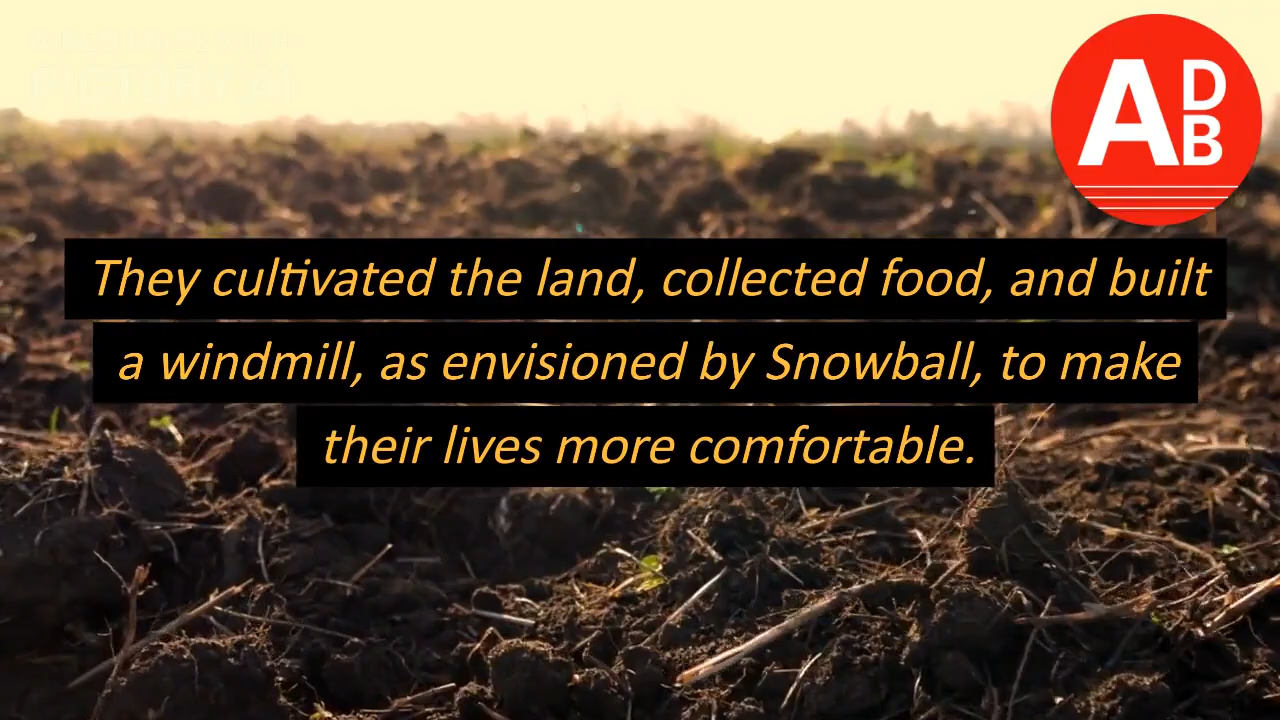 A
D
B
They cultivated the land, collected food, and built
a windmill, as envisioned by Snowball, to make
their lives more comfortable.